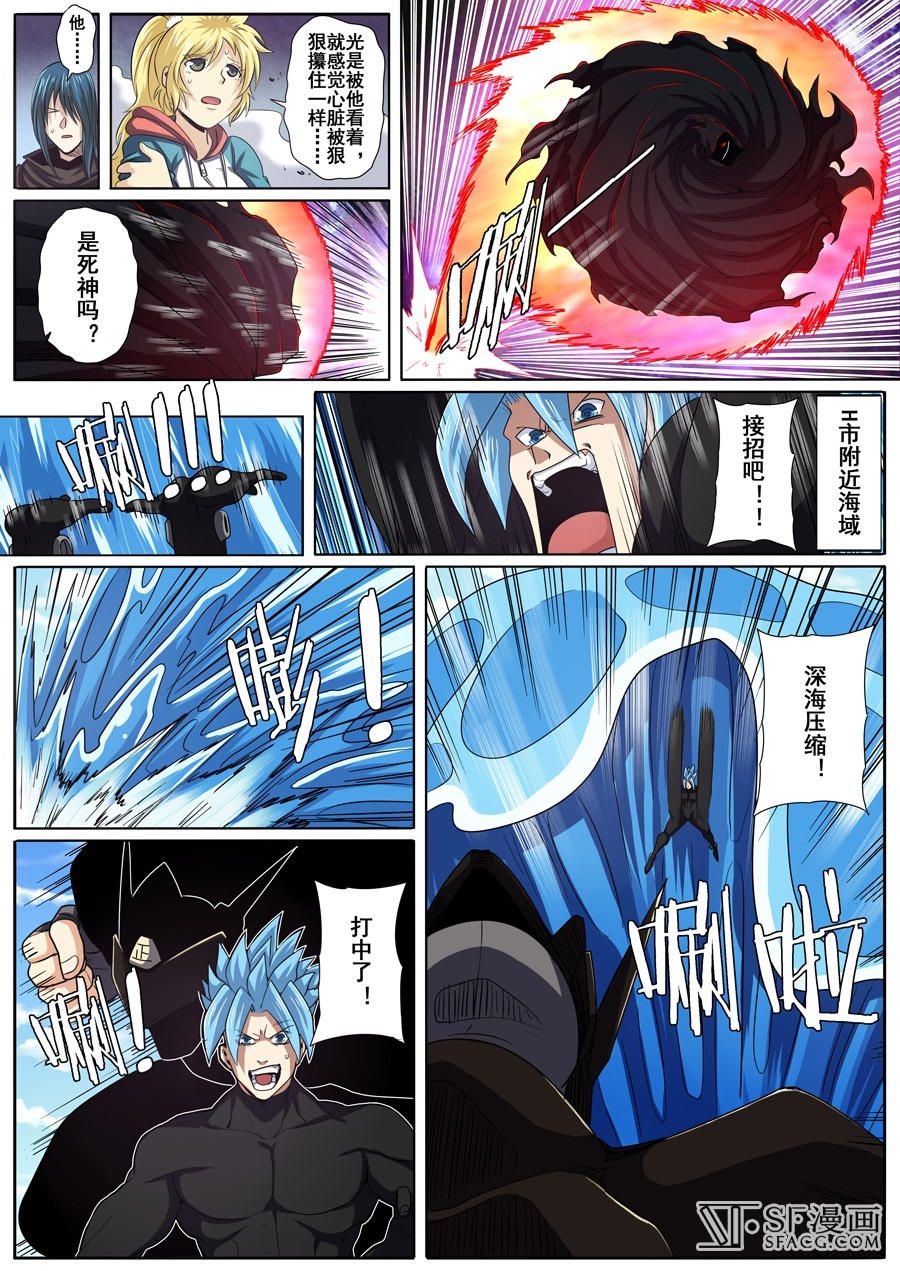 唰
光是被他看着，
就感觉心脏被狠
狠攥住一样……
他……
是死神吗？
H市附近海域
接招吧！！
唰！！！
深海压缩！
唰啦
嘭！
打中了！
唰！
SF漫画
SFACG.COM